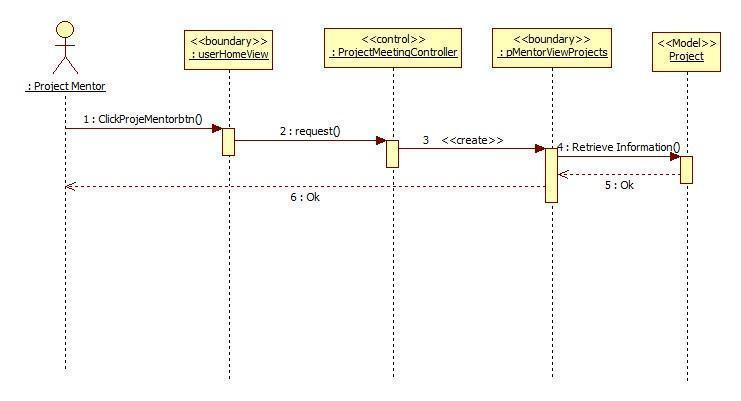 <<boundary>>
: userHomeView
<<control>>
: ProjectMeetingController
<<boundary>>
: pMentorViewProjects
<<Model>>
Project
: Project Mentor
1 : ClickProjeMentorbtn()
2 : request()
3 <<create>>
4 : Retrieve Information()
5 : Ok
6 : Ok